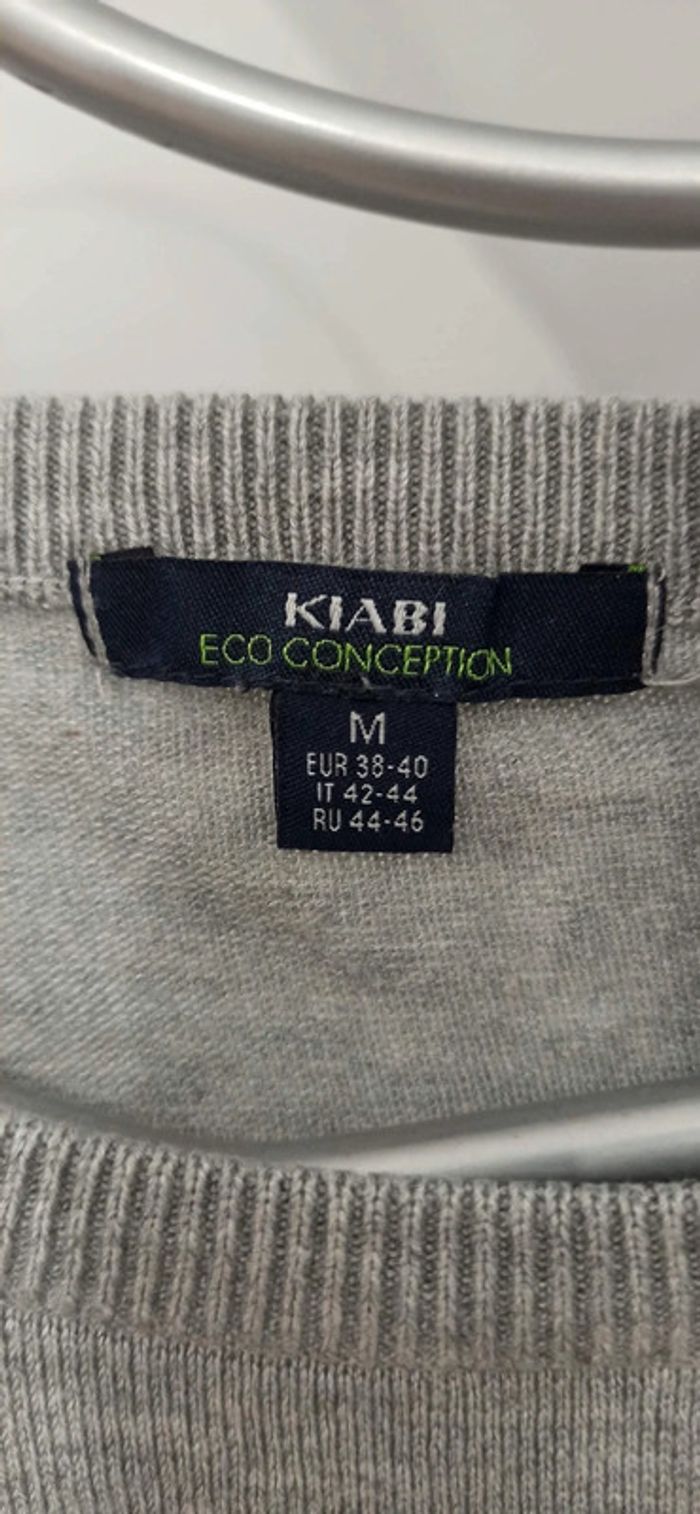 KIABI
ECO CONCEPTION
M
EUR 38-40
IT 42-44
RU 44-46